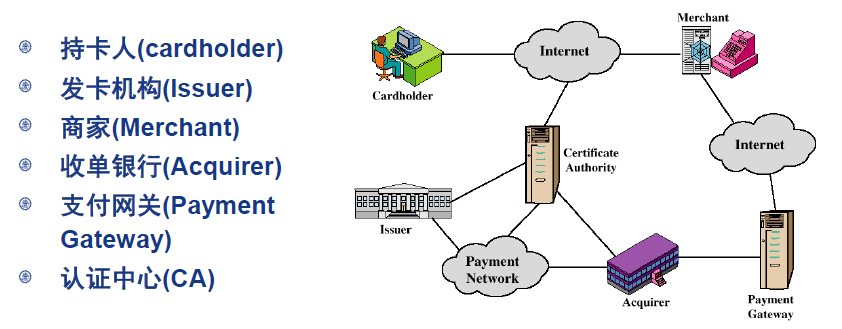 持卡人(cardholder)
发卡机构(Issuer)
商家(Merchant)
收单银行(Acquirer)
支付网关(Payment
Gateway)
认证中心(CA)
Merchant
Internet
Cardholder
Internet
Certificate
Authority
Issuer
Payment
Network
Acquirer
Payment
Gateway